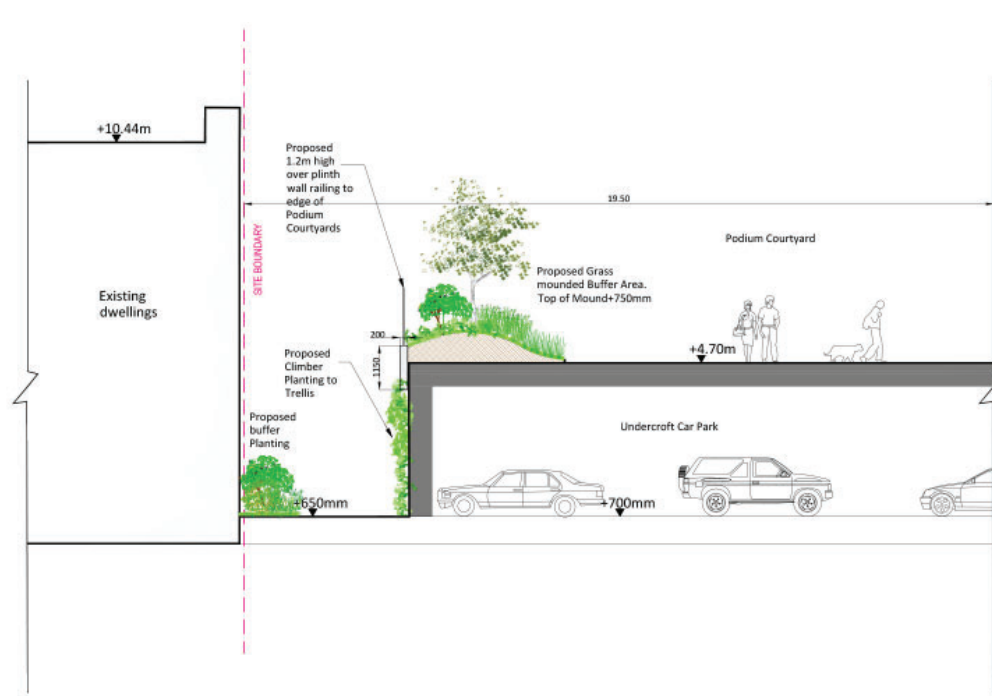 +10.44m
Proposed
1.2m high
over plinth
wall railing to
edge of
Podium
Courtyards
19.50
SITE BOUNDARY
Podium Courtyard
Proposed Grass
mounded Buffer Area.
Top of Mound+750mm
Existing
dwellings
200
1150
+4.70m
Proposed
Climber
Planting to
Trellis
Proposed
buffer
Planting
Undercroft Car Park
+650mm
+700mm